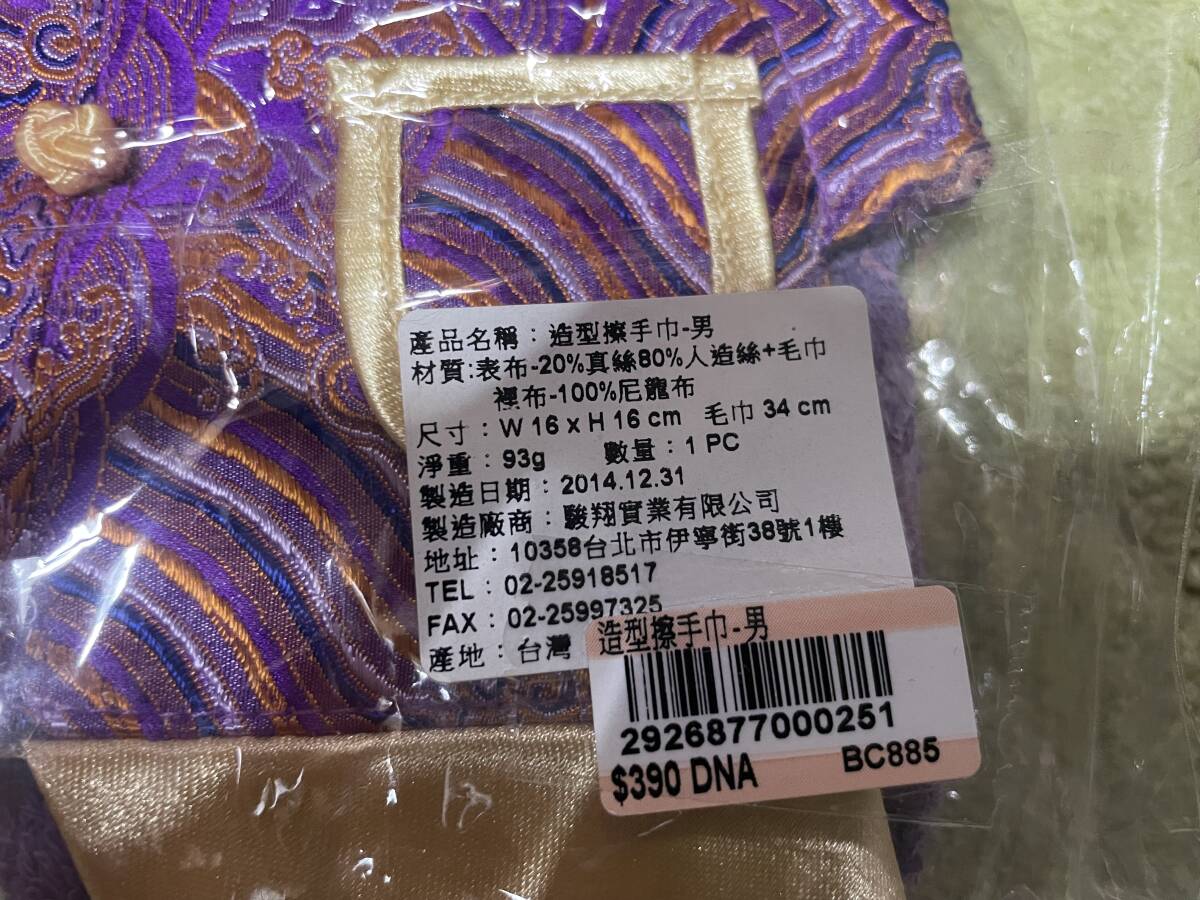 產品名稱：造型擦手巾-男
材質:表布-20%真絲80%人造絲+毛巾
裡布-100%尼龍布
尺寸：W 16 x H 16 cm 毛巾 34 cm
淨重：93g 數量：1 PC
製造日期：2014.12.31
製造廠商：駿翔實業有限公司
地址：10358台北市伊寧街38號1樓
TEL：02-25918517
FAX：02-25997325
產地：台灣
造型擦手巾-男
2926877000251
$390 DNA BC885